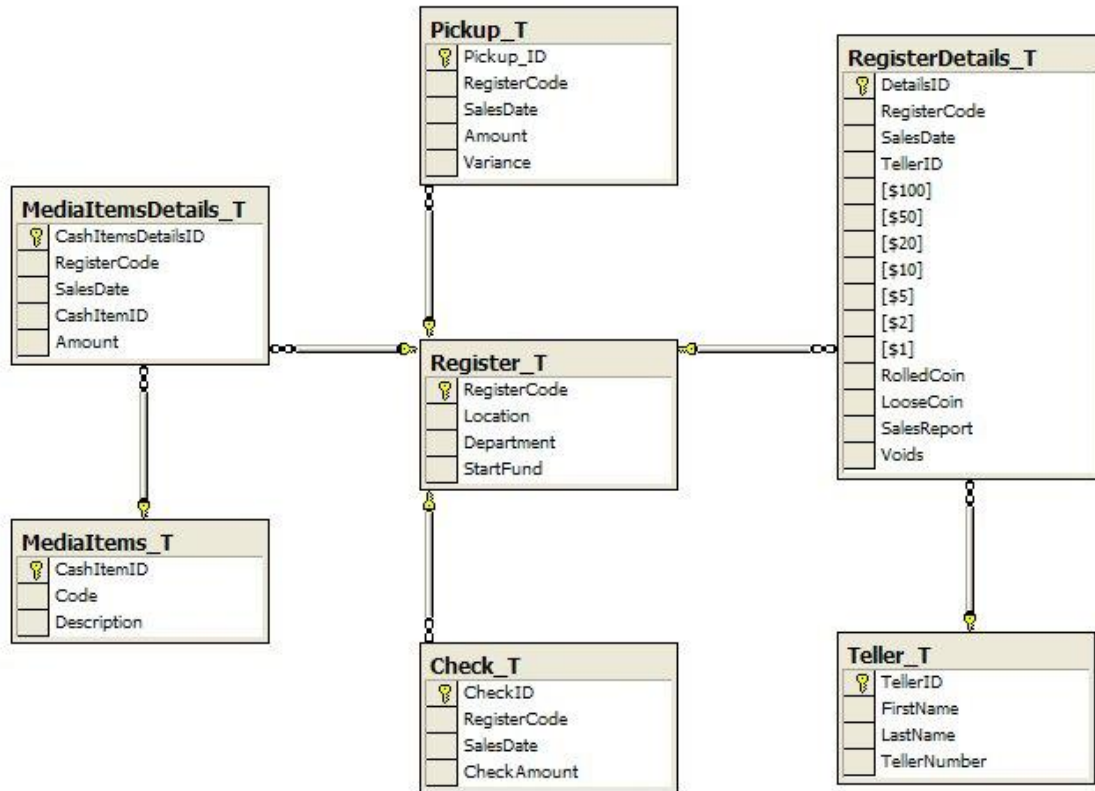 Pickup_T
Pickup_ID
RegisterCode
SalesDate
Amount
Variance
RegisterDetails_T
DetailsID
RegisterCode
SalesDate
TellerID
[$100]
[$50]
[$20]
[$10]
[$5]
[$2]
[$1]
RolledCoin
LooseCoin
SalesReport
Voids
MediaItemsDetails_T
CashItemsDetailsID
RegisterCode
SalesDate
CashItemID
Amount
Register_T
RegisterCode
Location
Department
StartFund
MediaItems_T
CashItemID
Code
Description
Check_T
CheckID
RegisterCode
SalesDate
CheckAmount
Teller_T
TellerID
FirstName
LastName
TellerNumber